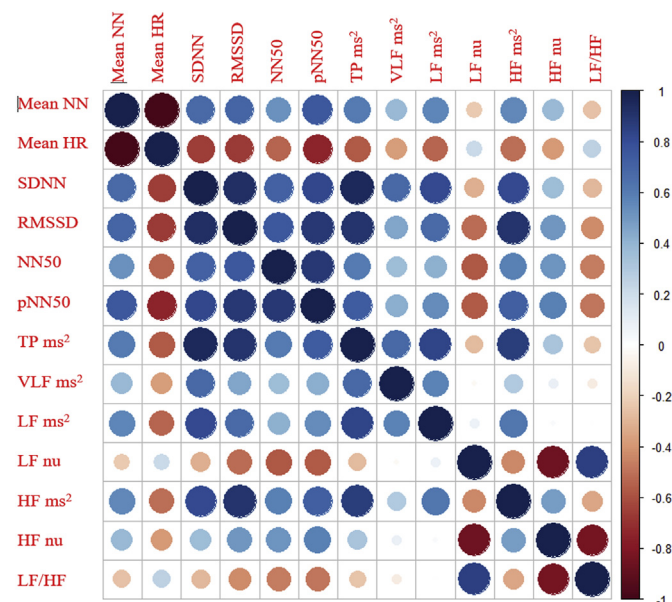 Mean NN
Mean HR
SDNN
RMSSD
NN50
pNN50
TP ms²
VLF ms²
LF ms²
LF nu
HF ms²
HF nu
LF/HF
Mean NN
Mean HR
SDNN
RMSSD
NN50
pNN50
TP ms²
VLF ms²
LF ms²
LF nu
HF ms²
HF nu
LF/HF
1
0.8
0.6
0.4
0.2
0
-0.2
-0.4
-0.6
-0.8
-1